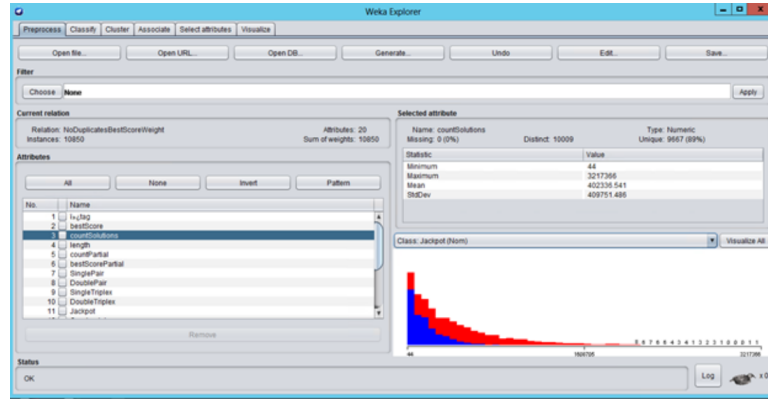 Weka Explorer
Preprocess Classify Cluster Associate Select attributes Visualize
Open file... Open URL... Open DB... Generate... Undo Edit... Save...
Filter
Choose None Apply
Current relation
Relation: NoDuplicatesBestScoreWeight Attributes: 20
Instances: 10850 Sum of weights: 10850
Attributes
All None Invert Pattern
No. Name
1 ï»¿tag
2 bestScore
3 countSolutions
4 length
5 countPartial
6 bestScorePartial
7 SinglePair
8 DoublePair
9 SingleTriplex
10 DoubleTriplex
11 Jackpot
Remove
Selected attribute
Name: countSolutions Type: Numeric
Missing: 0 (0%) Distinct: 10009 Unique: 9667 (89%)
Statistic Value
Minimum 44
Maximum 3217366
Mean 402336.541
StdDev 409751.486
Class: Jackpot (Nom) Visualize All
44 1608705 3217366
Status
OK
Log x 0